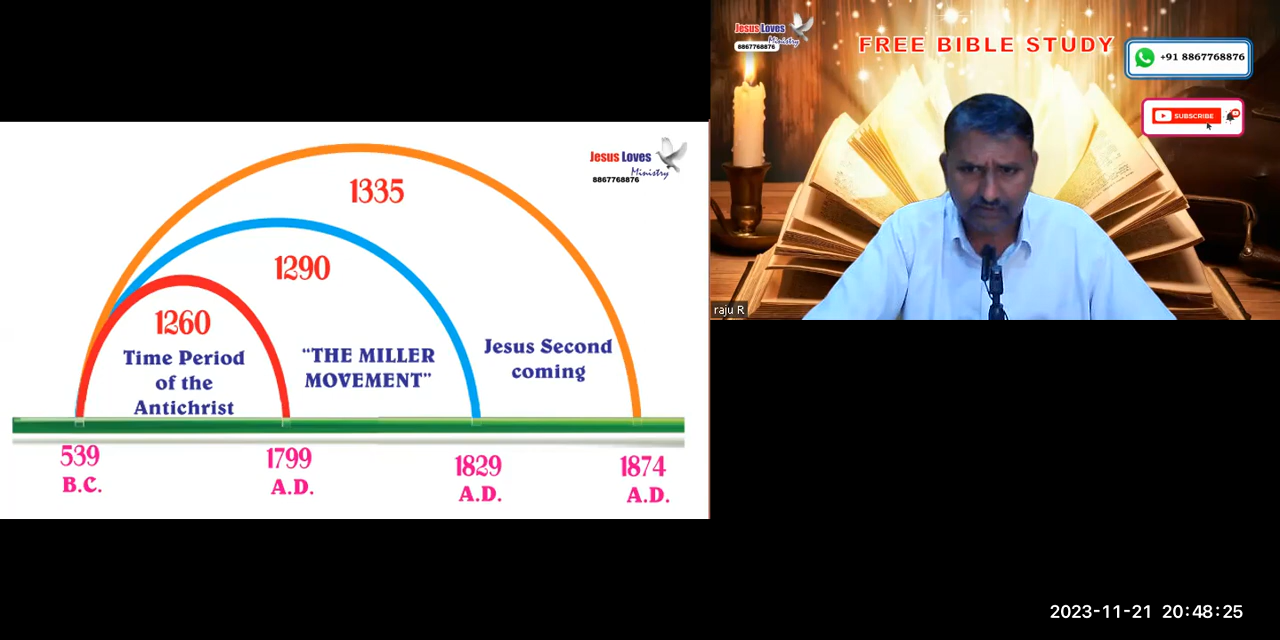 Jesus Loves
Ministry
8867768876
1335
1290
1260
Time Period
of the
Antichrist
“THE MILLER
MOVEMENT”
Jesus Second
coming
539
B.C.
1799
A.D.
1829
A.D.
1874
A.D.
Jesus Loves
Ministry
8867768876
FREE BIBLE STUDY
+91 8867768876
SUBSCRIBE
raju R
2023-11-21 20:48:25